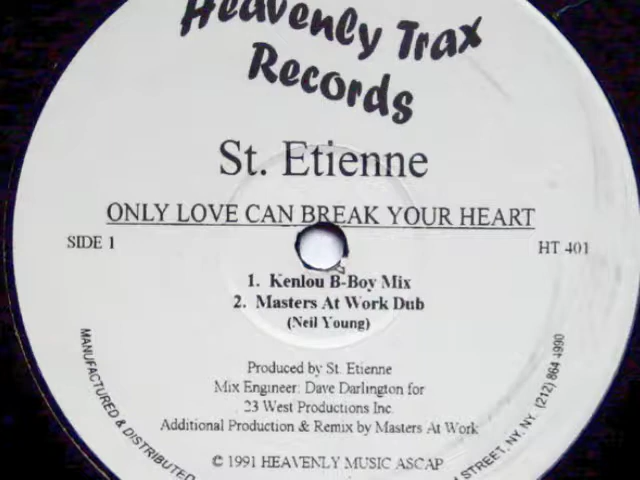 Heavenly Trax
Records
St. Etienne
ONLY LOVE CAN BREAK YOUR HEART
SIDE 1
HT 401
1. Kenlou B-Boy Mix
2. Masters At Work Dub
(Neil Young)
Produced by St. Etienne
Mix Engineer: Dave Darlington for
23 West Productions Inc.
Additional Production & Remix by Masters At Work
© 1991 HEAVENLY MUSIC ASCAP
MANUFACTURED & DISTRIBUTED
STREET, NY, NY. (212) 864 4990